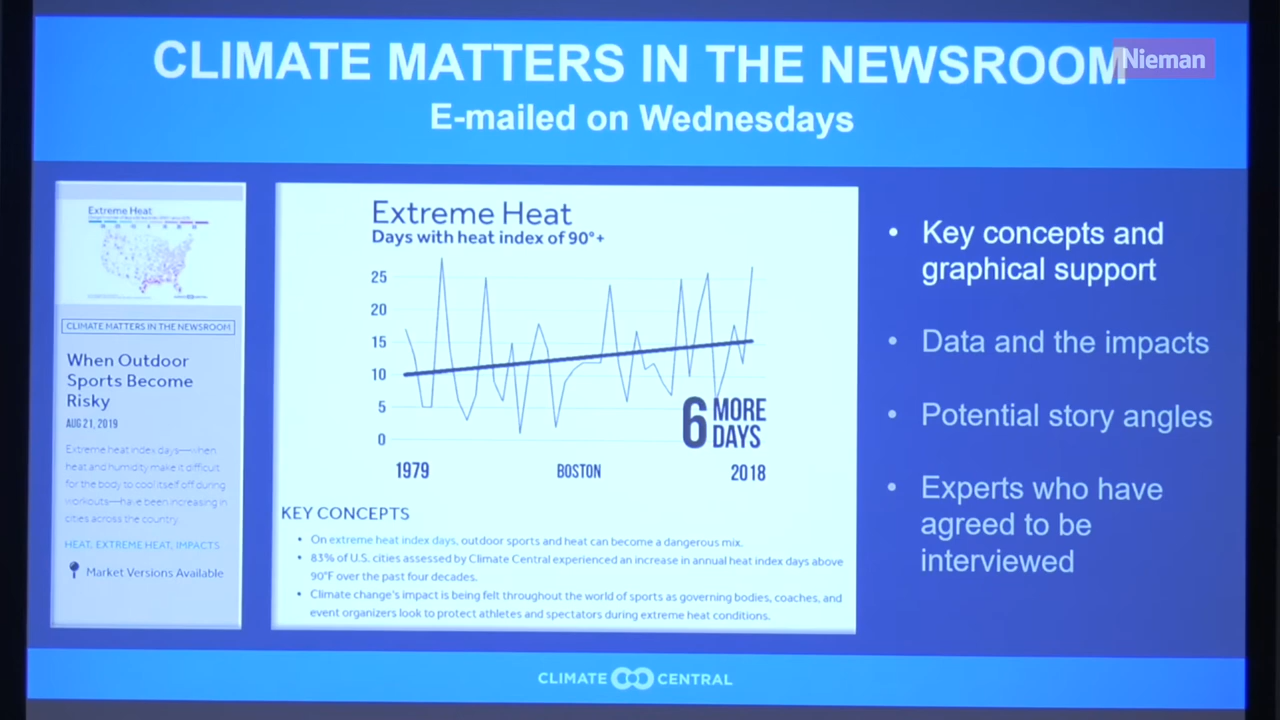 CLIMATE MATTERS IN THE NEWSROOM
Nieman
E-mailed on Wednesdays
Extreme Heat
CLIMATE MATTERS IN THE NEWSROOM
When Outdoor
Sports Become
Risky
AUG 21, 2019
Extreme heat index days—when
heat and humidity make it difficult
for the body to cool itself off during
workouts—have been increasing in
cities across the country.
HEAT, EXTREME HEAT, IMPACTS
Market Versions Available
Extreme Heat
Days with heat index of 90°+
25
20
15
10
5
0
6 MORE
DAYS
1979 BOSTON 2018
KEY CONCEPTS
• On extreme heat index days, outdoor sports and heat can become a dangerous mix.
• 83% of U.S. cities assessed by Climate Central experienced an increase in annual heat index days above
90°F over the past four decades.
• Climate change's impact is being felt throughout the world of sports as governing bodies, coaches, and
event organizers look to protect athletes and spectators during extreme heat conditions.
• Key concepts and
graphical support
• Data and the impacts
• Potential story angles
• Experts who have
agreed to be
interviewed
CLIMATE CENTRAL